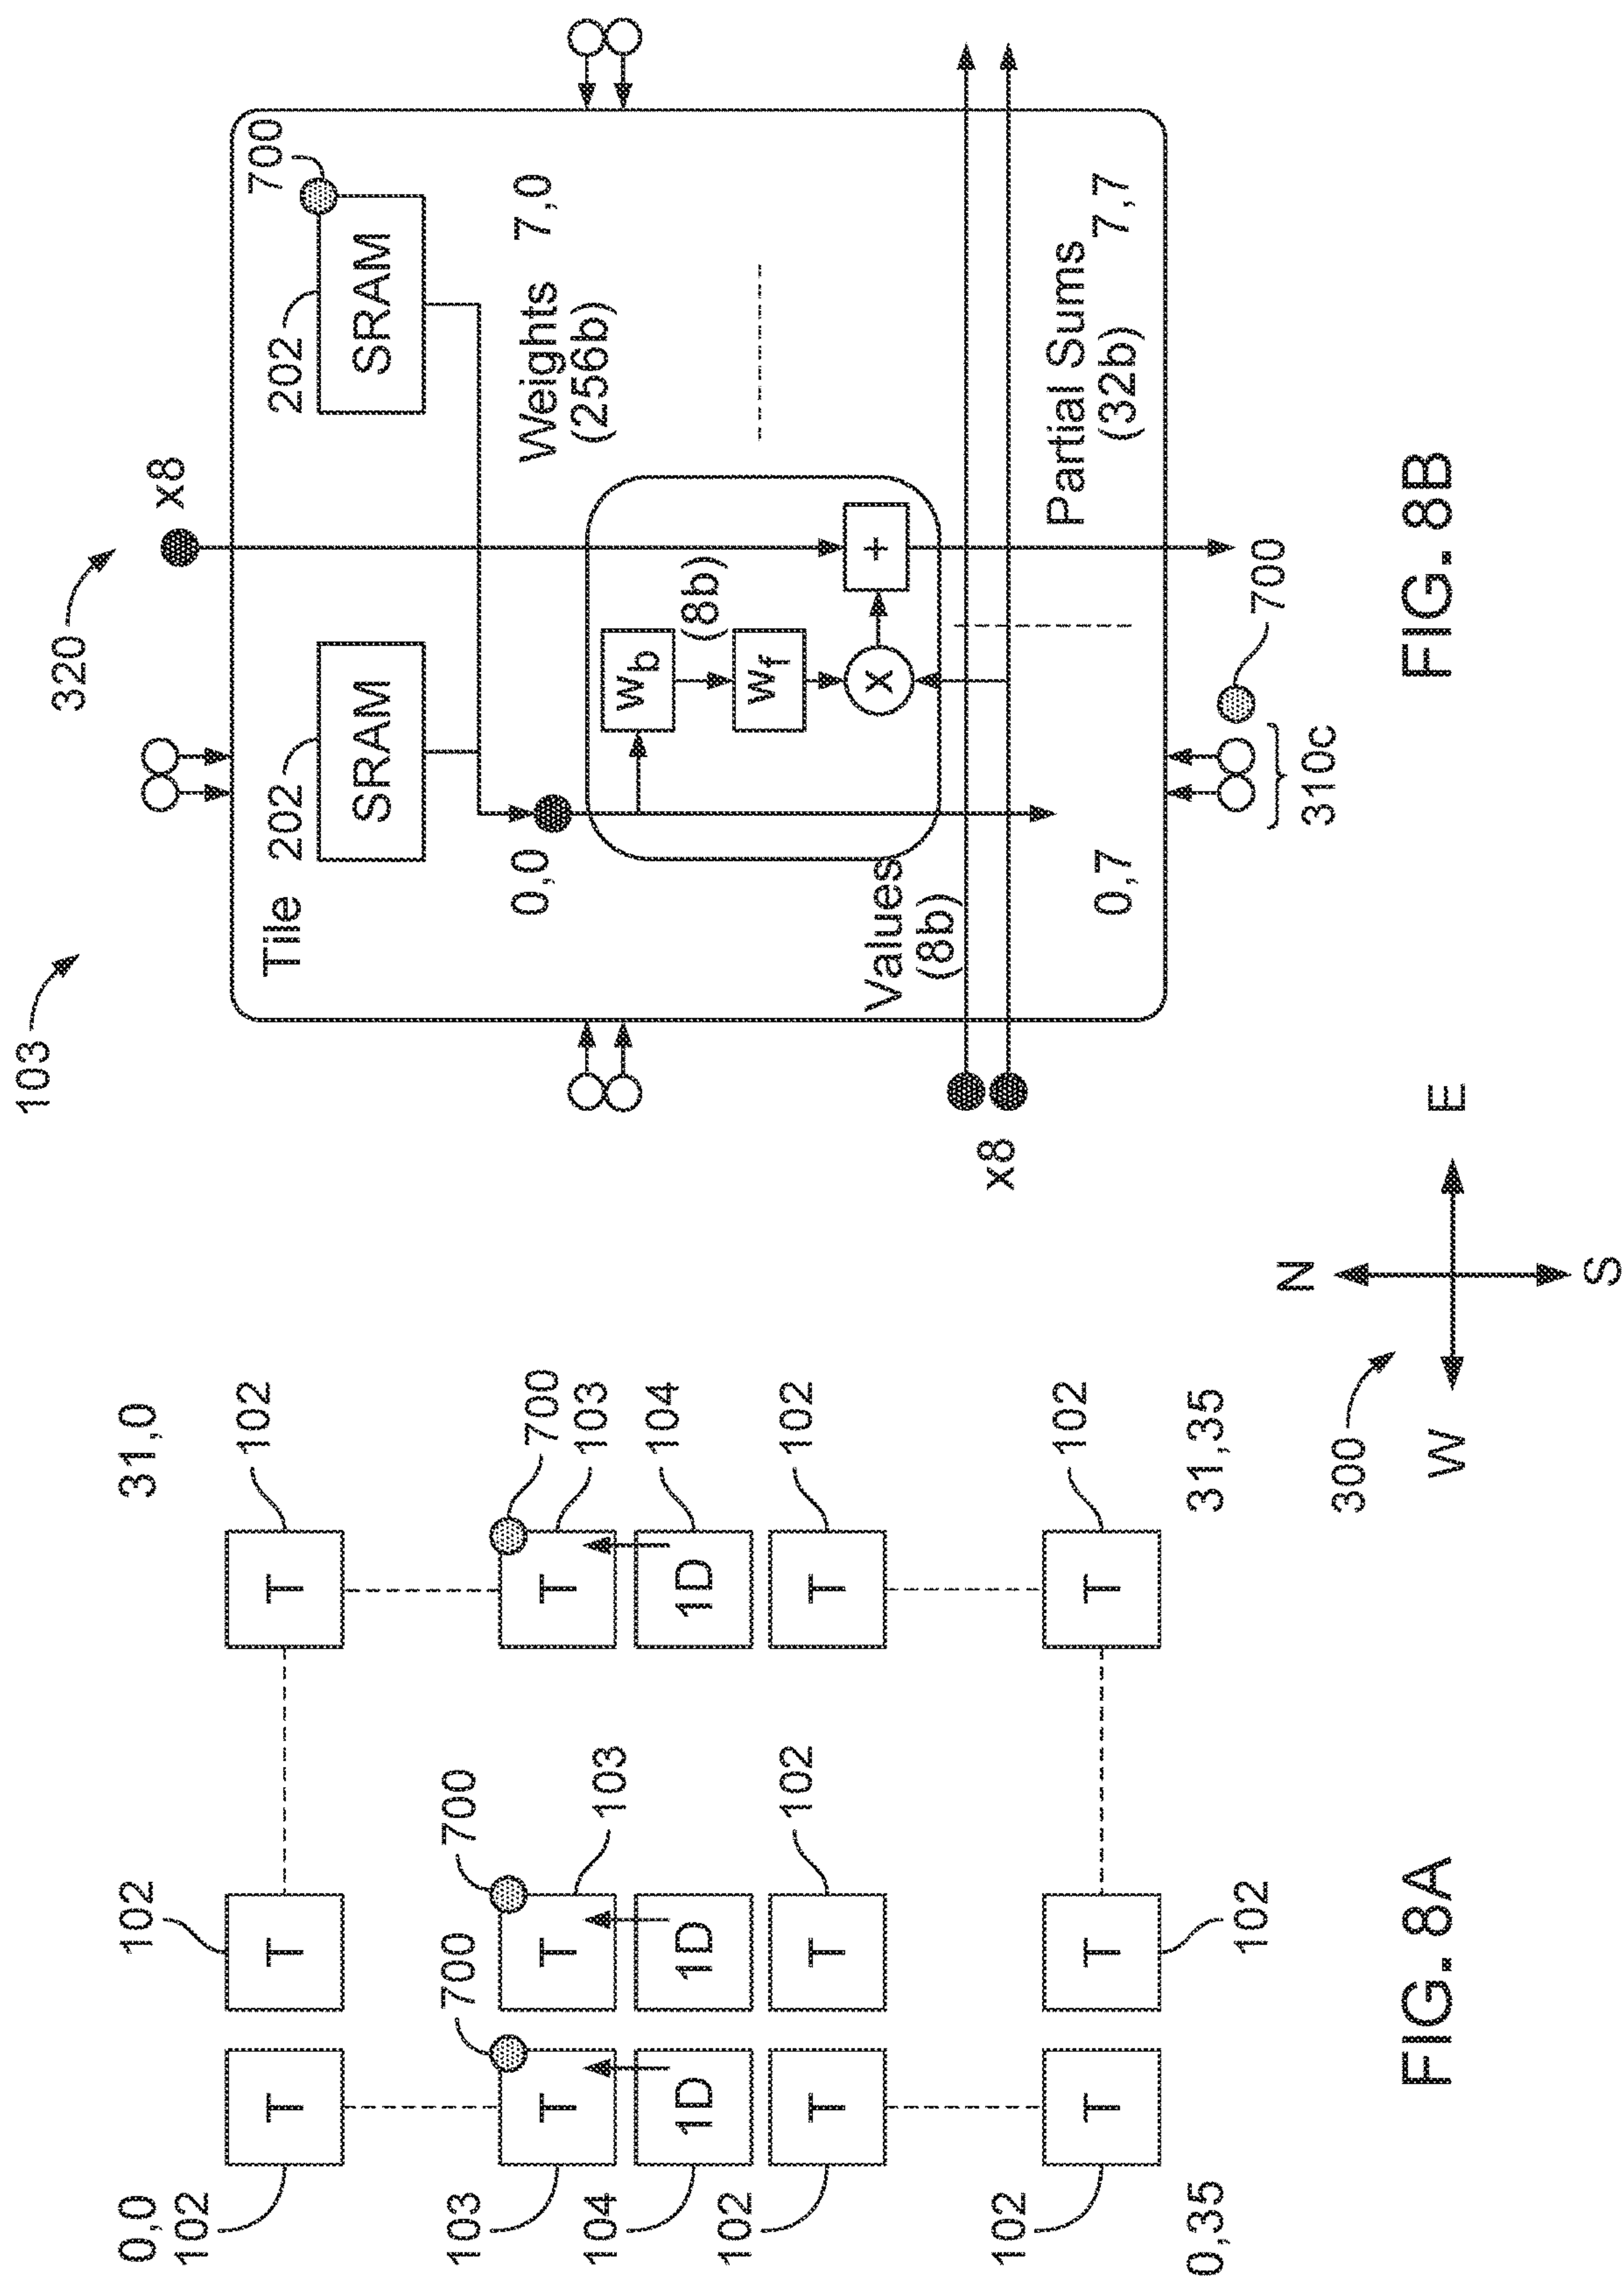 0,0
31,0
102
102
102
T
T
T
700
700
700
103
103
103
T
T
T
104
104
1D
1D
1D
102
102
102
T
T
T
102
102
102
T
T
T
0,35
31,35
FIG. 8A
300
N
W
E
S
103
320
x8
Tile
202
SRAM
202
SRAM
700
0,0
Weights
(256b)
7,0
wb
(8b)
wf
X
+
Values
(8b)
x8
Partial Sums
(32b)
0,7
7,7
310c
700
FIG. 8B